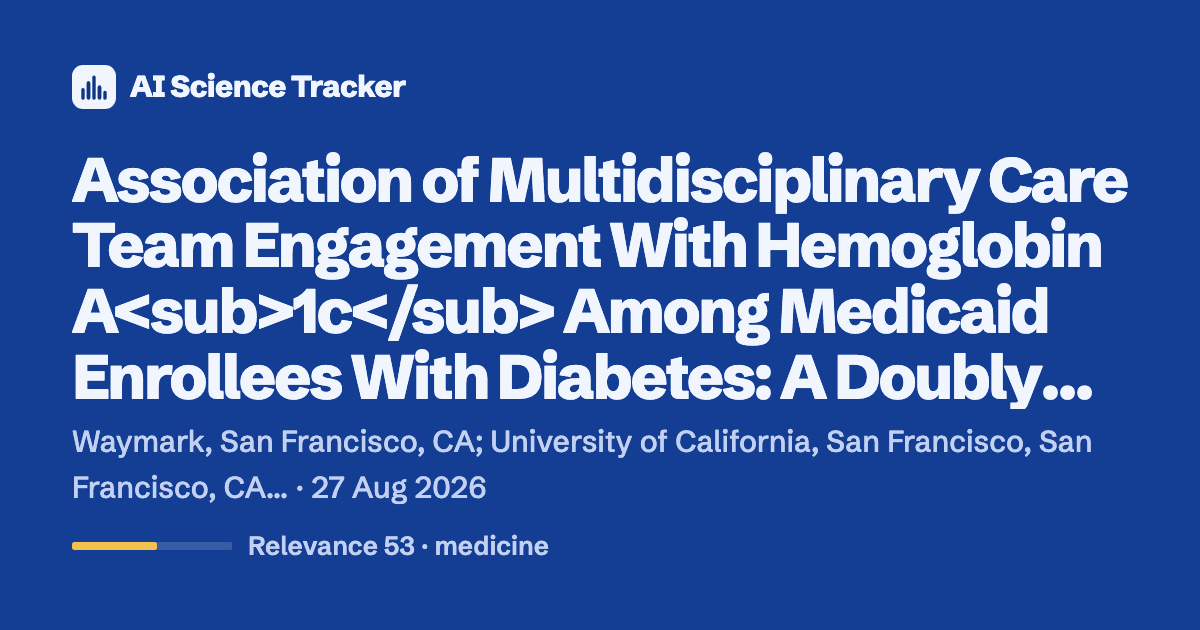 AI Science Tracker
Association of Multidisciplinary Care
Team Engagement With Hemoglobin
A<sub>1c</sub> Among Medicaid
Enrollees With Diabetes: A Doubly...
Waymark, San Francisco, CA; University of California, San Francisco, San
Francisco, CA... · 27 Aug 2026
Relevance 53 · medicine